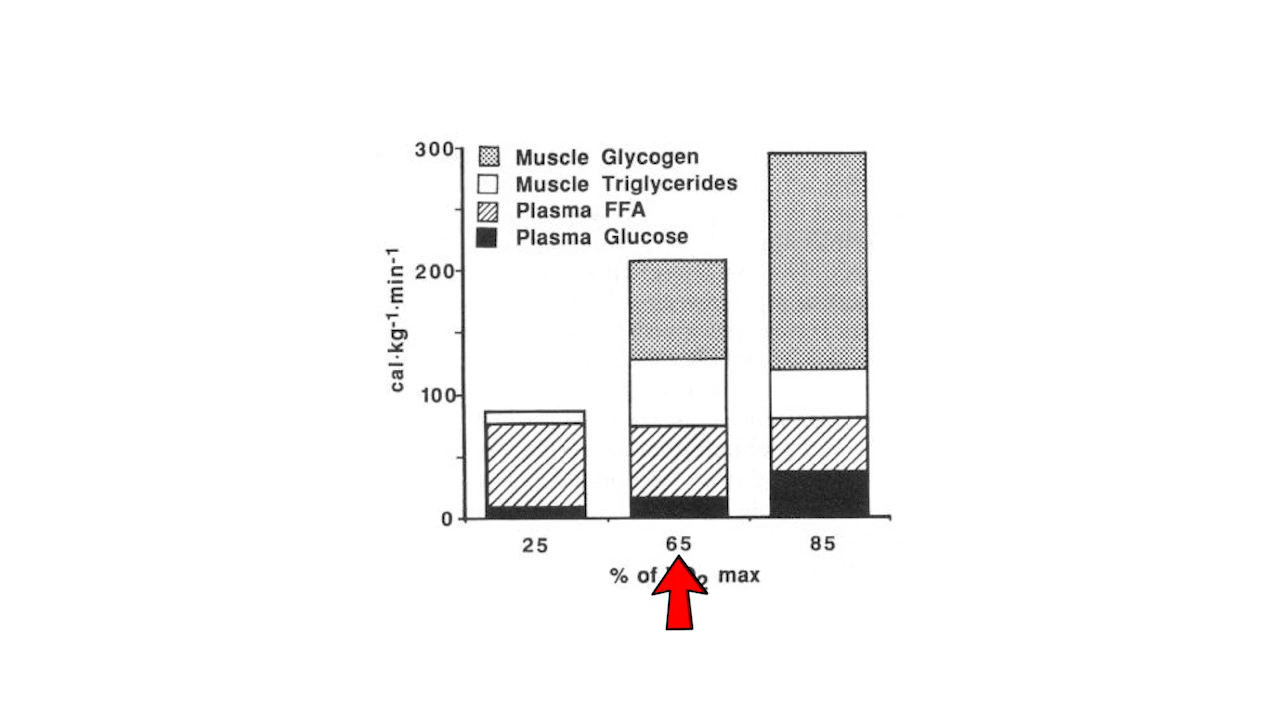 300
Muscle Glycogen
Muscle Triglycerides
Plasma FFA
Plasma Glucose
200
100
0
cal·kg⁻¹·min⁻¹
25 65 85
% of max